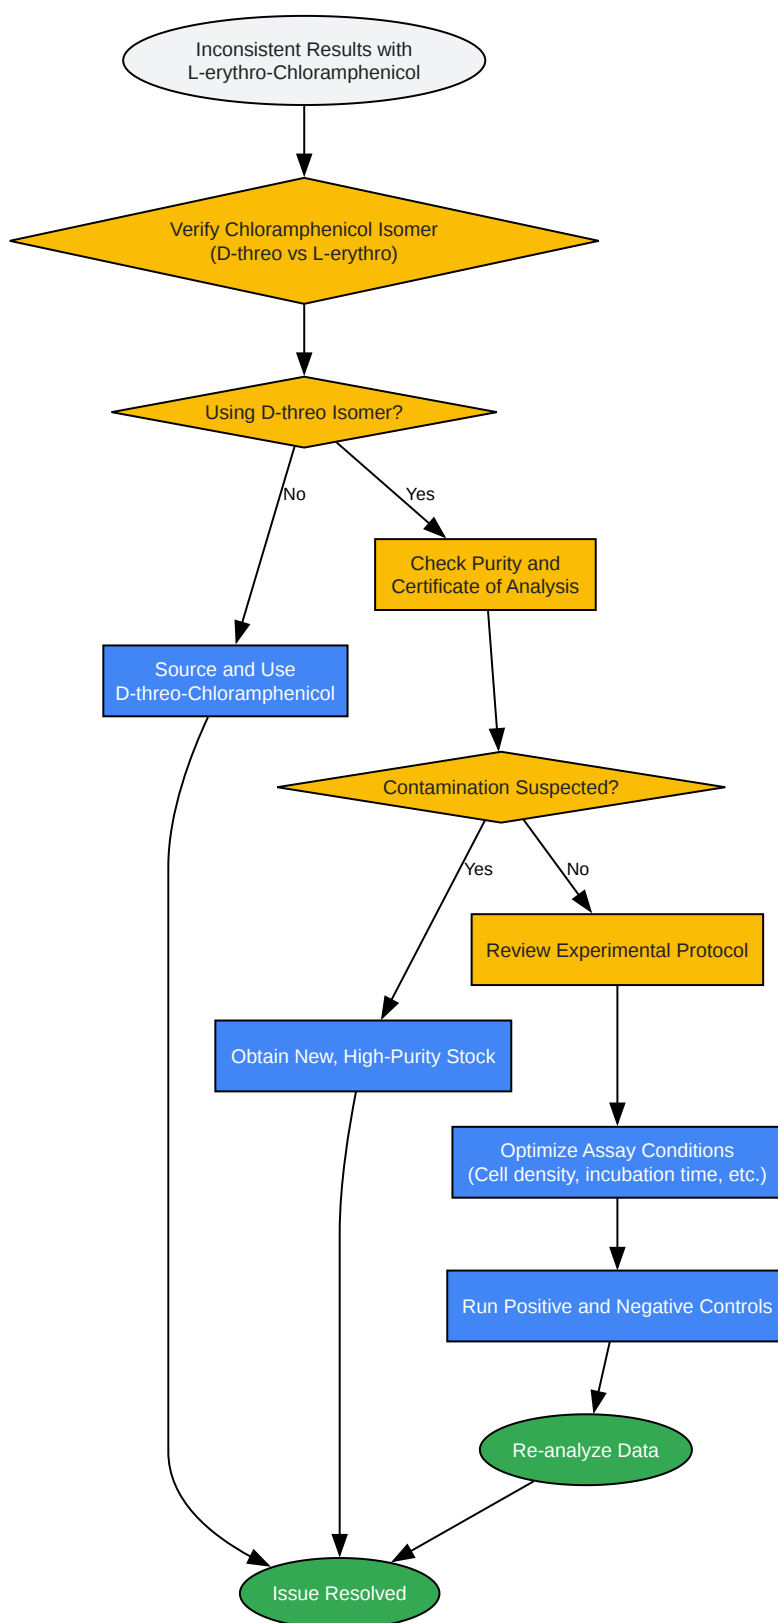 Inconsistent Results with
L-erythro-Chloramphenicol
Verify Chloramphenicol Isomer
(D-threo vs L-erythro)
Using D-threo Isomer?
No
Yes
Check Purity and
Certificate of Analysis
Source and Use
D-threo-Chloramphenicol
Contamination Suspected?
Yes
No
Review Experimental Protocol
Obtain New, High-Purity Stock
Optimize Assay Conditions
(Cell density, incubation time, etc.)
Run Positive and Negative Controls
Re-analyze Data
Issue Resolved